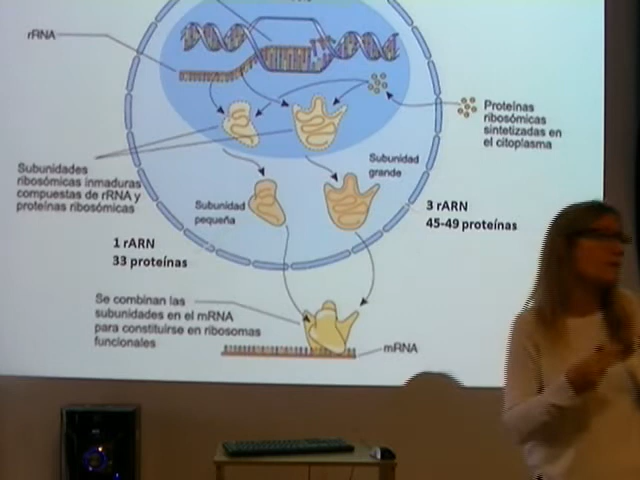 rRNA
Proteínas
ribosómicas
sintetizadas en
el citoplasma
Subunidades
ribosómicas inmaduras
compuestas de rRNA y
proteínas ribosómicas
Subunidad
grande
Subunidad
pequeña
3 rARN
45-49 proteínas
1 rARN
33 proteínas
Se combinan las
subunidades en el mRNA
para constituirse en ribosomas
funcionales
mRNA